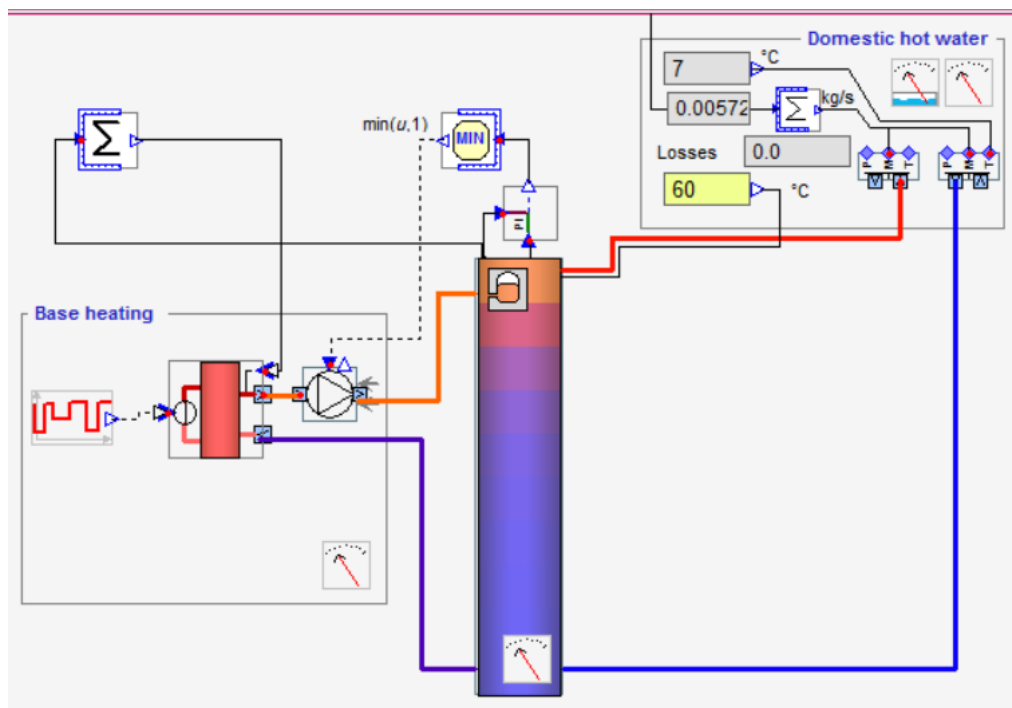 Domestic hot water
7
°C
0.00572
Σ
kg/s
Losses
0.0
60
°C
P M T
P M T
Σ
min(u,1)
MIN
PI
Base heating